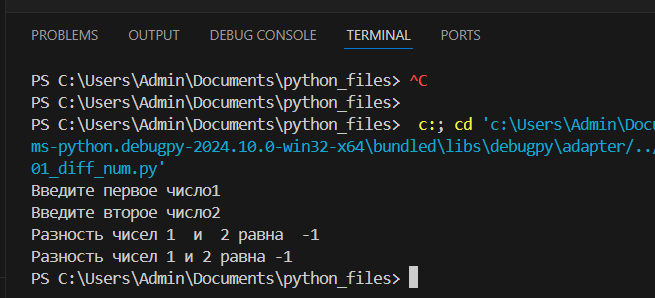 PROBLEMS OUTPUT DEBUG CONSOLE TERMINAL PORTS
PS C:\Users\Admin\Documents\python_files> ^C
PS C:\Users\Admin\Documents\python_files>
PS C:\Users\Admin\Documents\python_files>  c:; cd 'c:\Users\Admin\Docu
ms-python.debugpy-2024.10.0-win32-x64\bundled\libs\debugpy\adapter/../
01_diff_num.py'
Введите первое число1
Введите второе число2
Разность чисел 1  и  2 равна  -1
Разность чисел 1 и 2 равна -1
PS C:\Users\Admin\Documents\python_files>